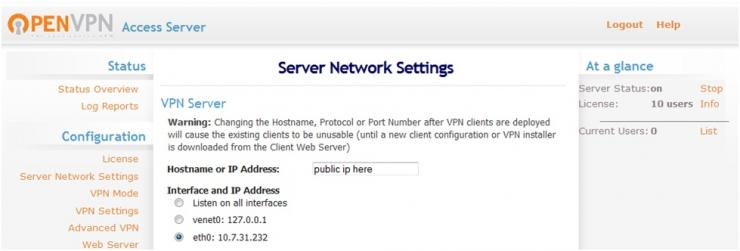 OPENVPN Access Server
Logout Help
Status
Status Overview
Log Reports
Configuration
License
Server Network Settings
VPN Mode
VPN Settings
Advanced VPN
Web Server
Server Network Settings
VPN Server
Warning: Changing the Hostname, Protocol or Port Number after VPN clients are deployed
will cause the existing clients to be unusable (until a new client configuration or VPN installer
is downloaded from the Client Web Server)
Hostname or IP Address: public ip here
Interface and IP Address
Listen on all interfaces
venet0: 127.0.0.1
eth0: 10.7.31.232
At a glance
Server Status: on Stop
License: 10 users Info
Current Users: 0 List